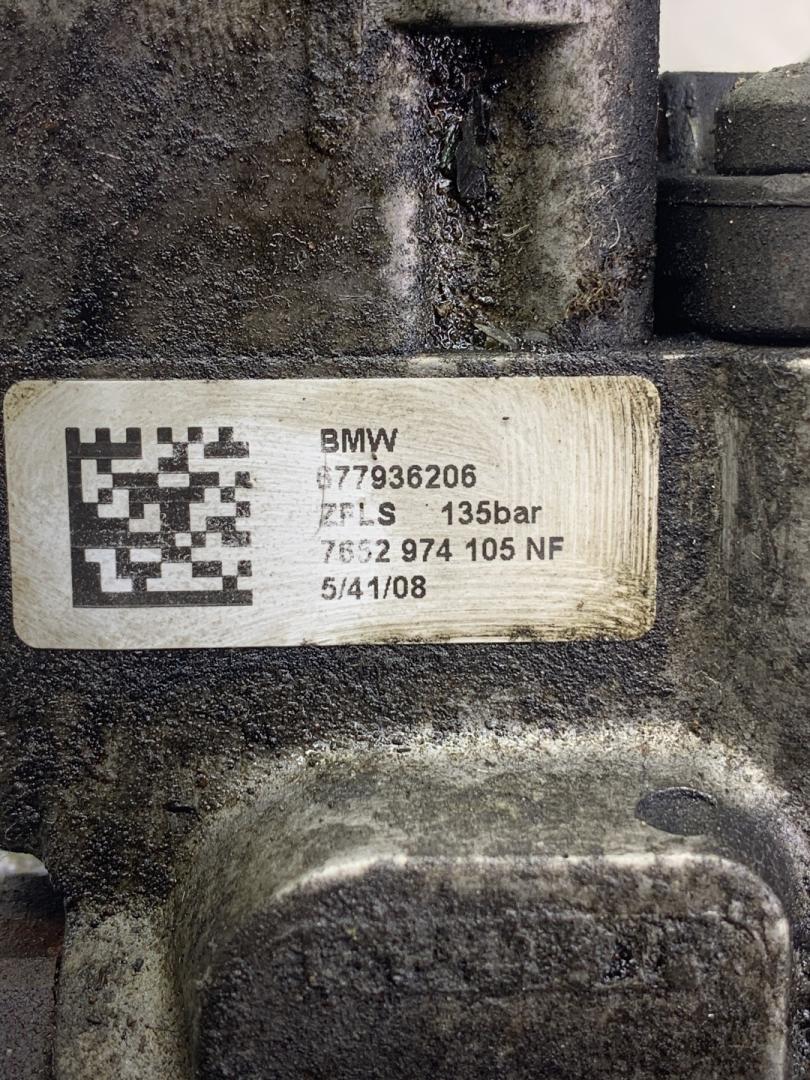 BMW
677936206
ZFLS 135bar
7652 974 105 NF
5/41/08